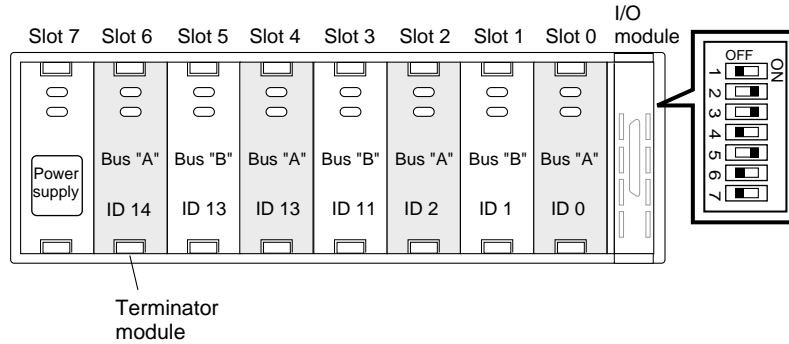 I/O
module
Slot 7 Slot 6 Slot 5 Slot 4 Slot 3 Slot 2 Slot 1 Slot 0
OFF
ON
1
2
3
4
5
6
7
Bus "A" Bus "B" Bus "A" Bus "B" Bus "A" Bus "B" Bus "A"
Power
supply
ID 14 ID 13 ID 13 ID 11 ID 2 ID 1 ID 0
Terminator
module